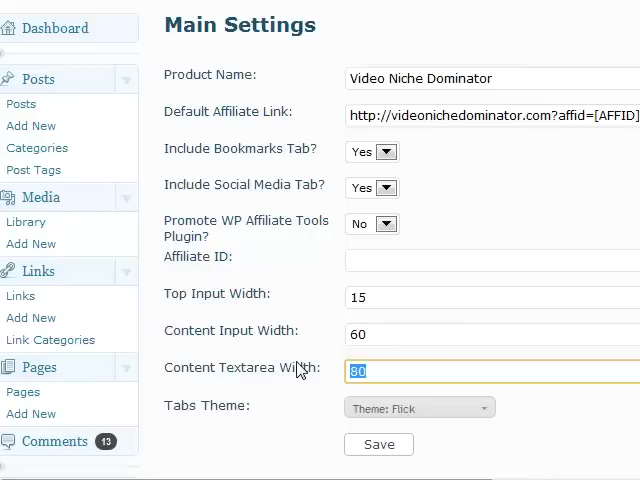 Dashboard
Posts
Posts
Add New
Categories
Post Tags
Media
Library
Add New
Links
Links
Add New
Link Categories
Pages
Pages
Add New
Comments 13
Main Settings
Product Name: Video Niche Dominator
Default Affiliate Link: http://videonichedominator.com?affid=[AFFID]
Include Bookmarks Tab? Yes
Include Social Media Tab? Yes
Promote WP Affiliate Tools
Plugin? No
Affiliate ID:
Top Input Width: 15
Content Input Width: 60
Content Textarea Width: 80
Tabs Theme: Theme: Flick
Save